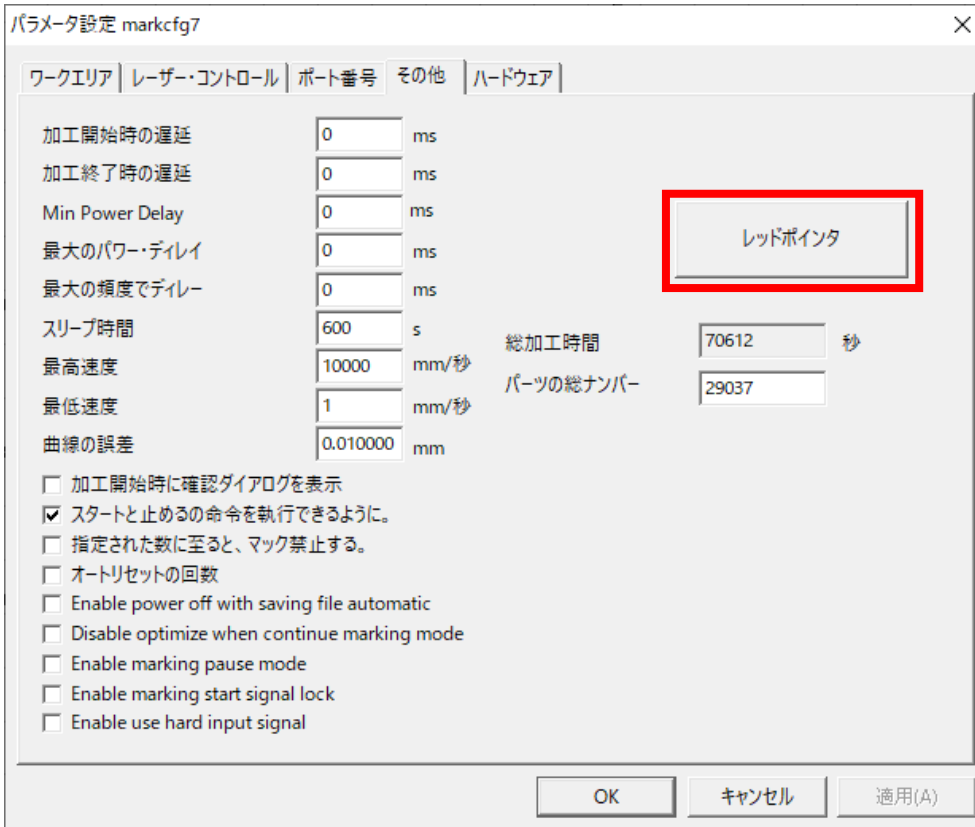 パラメータ設定 markcfg7
ワークエリア レーザー・コントロール ポート番号 その他 ハードウェア
加工開始時の遅延 0 ms
加工終了時の遅延 0 ms
Min Power Delay 0 ms
最大のパワー・ディレイ 0 ms
最大の頻度でディレー 0 ms
スリープ時間 600 s
最高速度 10000 mm/秒
最低速度 1 mm/秒
曲線の誤差 0.010000 mm
レッドポインタ
総加工時間 70612 秒
パーツの総ナンバー 29037
加工開始時に確認ダイアログを表示
スタートと止めるの命令を執行できるように。
指定された数に至ると、マック禁止する。
オートリセットの回数
Enable power off with saving file automatic
Disable optimize when continue marking mode
Enable marking pause mode
Enable marking start signal lock
Enable use hard input signal
OK キャンセル 適用(A)